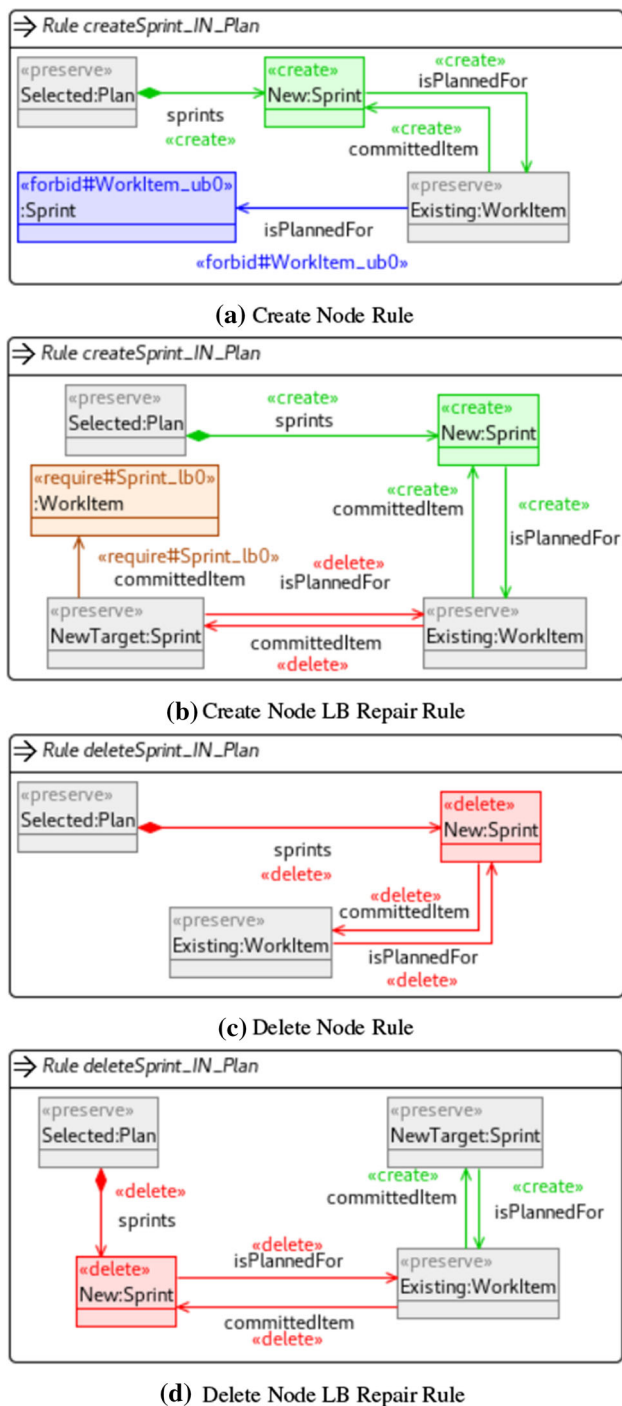 Rule createSprint_IN_Plan
«preserve»
Selected:Plan
sprints
«create»
«create»
New:Sprint
«create»
isPlannedFor
«create»
committedItem
«forbid#WorkItem_ub0»
:Sprint
isPlannedFor
«forbid#WorkItem_ub0»
«preserve»
Existing:WorkItem
(a) Create Node Rule
Rule createSprint_IN_Plan
«preserve»
Selected:Plan
«create»
sprints
«create»
New:Sprint
«require#Sprint_lb0»
:WorkItem
«create»
committedItem
«create»
isPlannedFor
«require#Sprint_lb0»
committedItem
«delete»
isPlannedFor
«preserve»
NewTarget:Sprint
committedItem
«delete»
«preserve»
Existing:WorkItem
(b) Create Node LB Repair Rule
Rule deleteSprint_IN_Plan
«preserve»
Selected:Plan
sprints
«delete»
«delete»
New:Sprint
«delete»
committedItem
«preserve»
Existing:WorkItem
isPlannedFor
«delete»
(c) Delete Node Rule
Rule deleteSprint_IN_Plan
«preserve»
Selected:Plan
«preserve»
NewTarget:Sprint
«delete»
sprints
«create»
committedItem
«create»
isPlannedFor
«delete»
New:Sprint
«delete»
isPlannedFor
committedItem
«delete»
«preserve»
Existing:WorkItem
(d) Delete Node LB Repair Rule